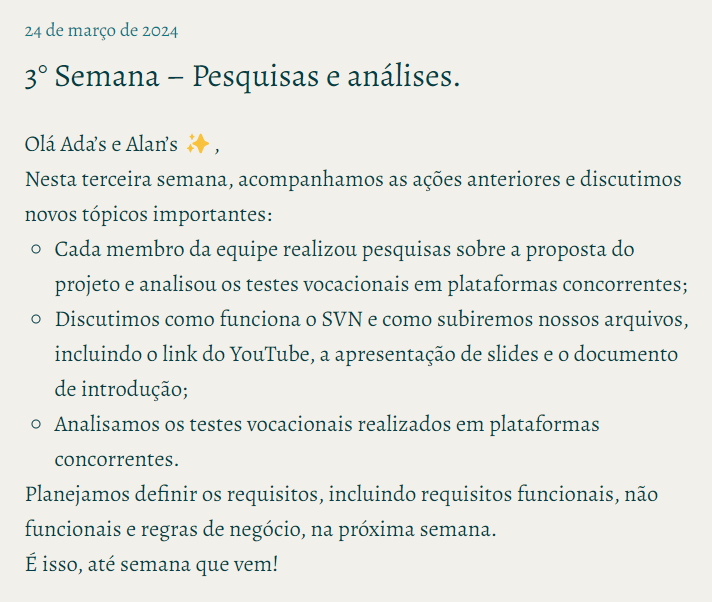 24 de março de 2024
3° Semana – Pesquisas e análises.
Olá Ada’s e Alan’s ✨ ,
Nesta terceira semana, acompanhamos as ações anteriores e discutimos
novos tópicos importantes:
○ Cada membro da equipe realizou pesquisas sobre a proposta do
projeto e analisou os testes vocacionais em plataformas concorrentes;
○ Discutimos como funciona o SVN e como subiremos nossos arquivos,
incluindo o link do YouTube, a apresentação de slides e o documento
de introdução;
○ Analisamos os testes vocacionais realizados em plataformas
concorrentes.
Planejamos definir os requisitos, incluindo requisitos funcionais, não
funcionais e regras de negócio, na próxima semana.
É isso, até semana que vem!